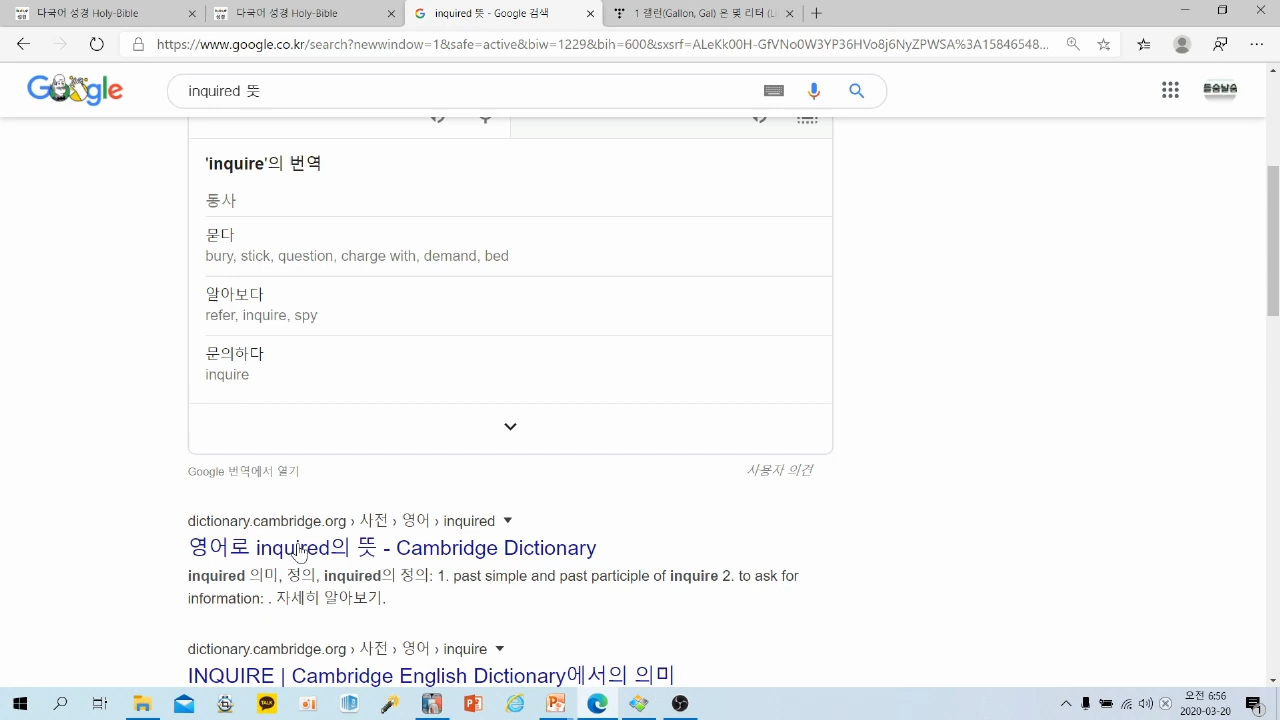 다국어 성경 Holy-Bible
다국어 성경 Holy-Bible
inquired 뜻 - Google 검색
1 갤런(Gallon, Ga) 은 몇 리터 (Li
https://www.google.co.kr/search?newwindow=1&safe=active&biw=1229&bih=600&sxsrf=ALeKk00H-GfVNo0W3YP36HVo8j6NyZPWSA%3A15846548...
Google
inquired 뜻
들숨날숨
'inquire'의 번역
동사
묻다
bury, stick, question, charge with, demand, bed
알아보다
refer, inquire, spy
문의하다
inquire
Google 번역에서 열기
사용자 의견
dictionary.cambridge.org › 사전 › 영어 › inquired
영어로 inquired의 뜻 - Cambridge Dictionary
inquired 의미, 정의, inquired의 정의: 1. past simple and past participle of inquire 2. to ask for
information: . 자세히 알아보기.
dictionary.cambridge.org › 사전 › 영어 › inquire
INQUIRE | Cambridge English Dictionary에서의 의미
TALK
오전 6:56
2020-03-20